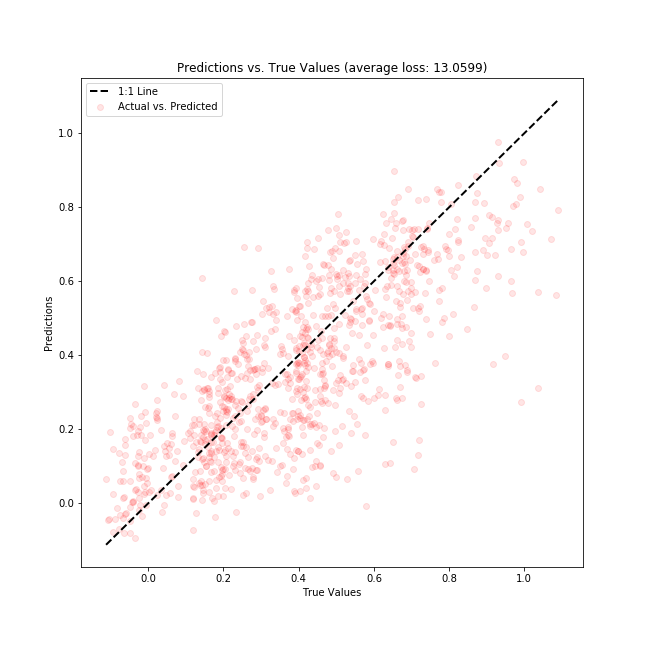 Predictions vs. True Values (average loss: 13.0599)
1:1 Line
Actual vs. Predicted
1.0
0.8
0.6
0.4
0.2
0.0
Predictions
0.0 0.2 0.4 0.6 0.8 1.0
True Values